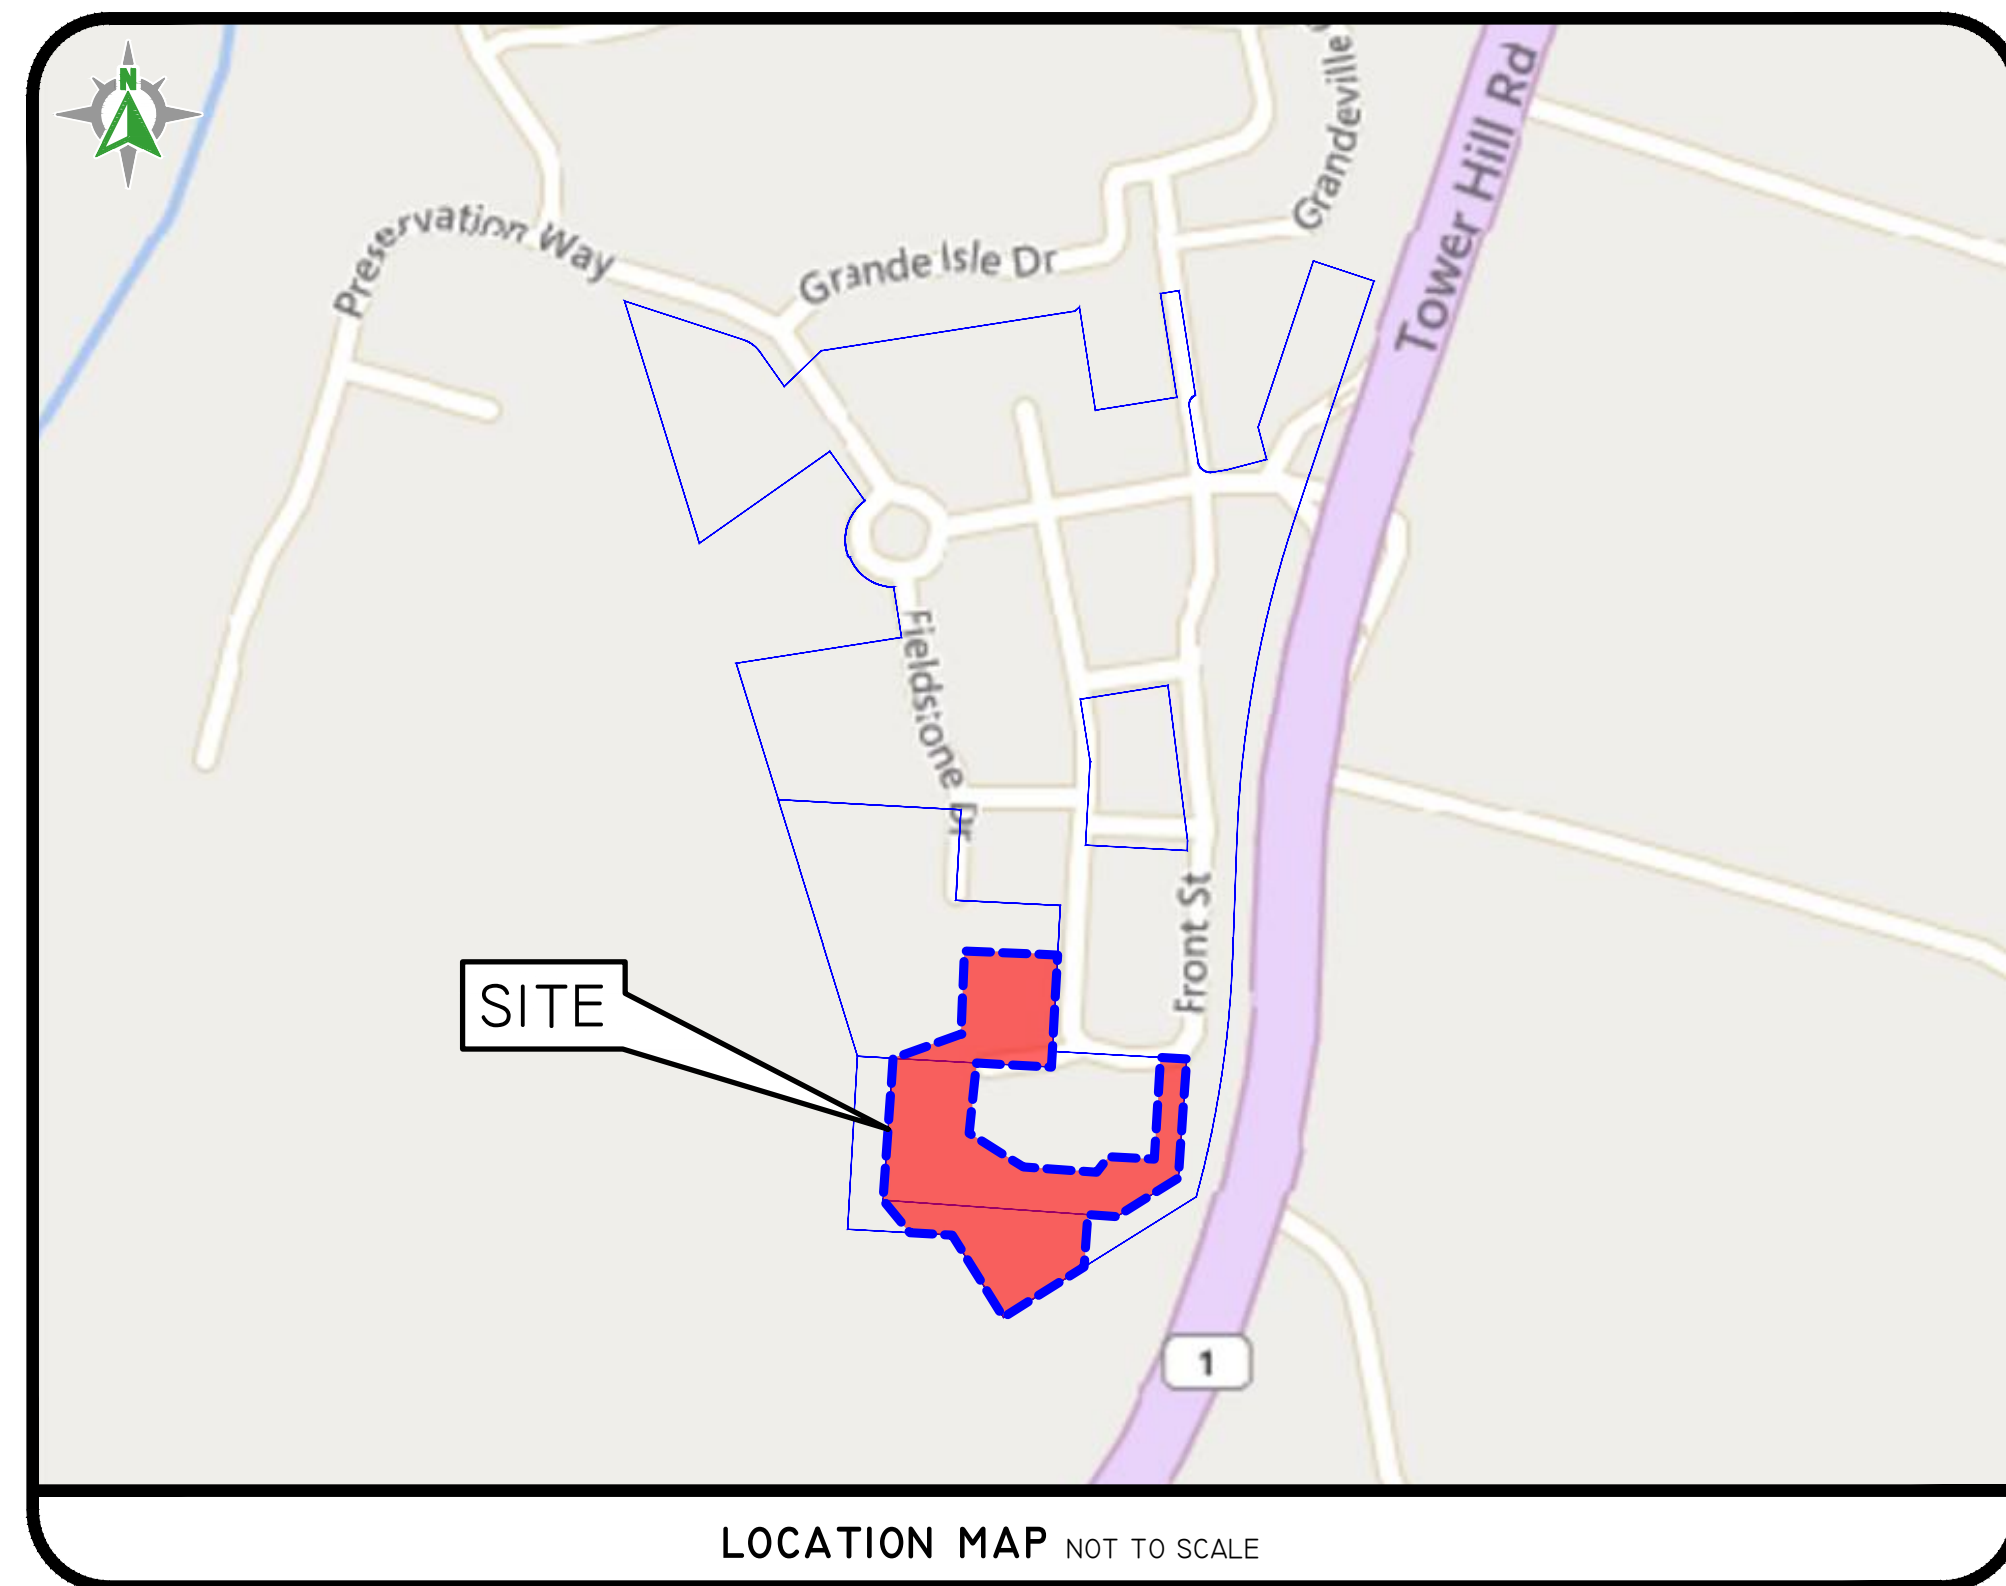 N
Grandeville
Tower Hill Rd
Preservation Way
Grande Isle Dr
Fieldstone Dr
Front St
SITE
1
LOCATION MAP NOT TO SCALE